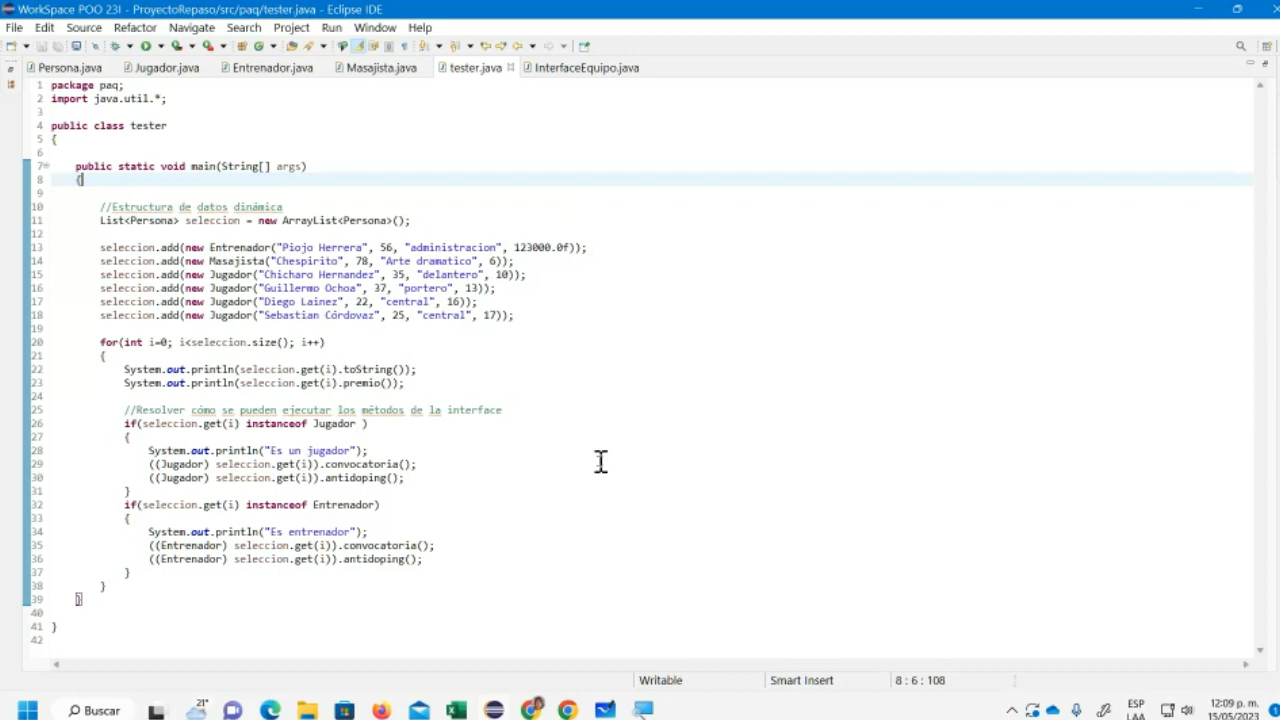 WorkSpace POO 23I - ProyectoRepaso/src/paq/tester.java - Eclipse IDE
File Edit Source Refactor Navigate Search Project Run Window Help
Persona.java Jugador.java Entrenador.java Masajista.java tester.java InterfaceEquipo.java
1 package paq;
2 import java.util.*;
3
4 public class tester
5 {
6
7 public static void main(String[] args)
8 {
9
10 //Estructura de datos dinámica
11 List<Persona> seleccion = new ArrayList<Persona>();
12
13 seleccion.add(new Entrenador("Piojo Herrera", 56, "administracion", 123000.0f));
14 seleccion.add(new Masajista("Chespirito", 78, "Arte dramatico", 6));
15 seleccion.add(new Jugador("Chicharo Hernandez", 35, "delantero", 10));
16 seleccion.add(new Jugador("Guillermo Ochoa", 37, "portero", 13));
17 seleccion.add(new Jugador("Diego Lainez", 22, "central", 16));
18 seleccion.add(new Jugador("Sebastian Córdovaz", 25, "central", 17));
19
20 for(int i=0; i<seleccion.size(); i++)
21 {
22 System.out.println(seleccion.get(i).toString());
23 System.out.println(seleccion.get(i).premio());
24
25 //Resolver cómo se pueden ejecutar los métodos de la interface
26 if(seleccion.get(i) instanceof Jugador )
27 {
28 System.out.println("Es un jugador");
29 ((Jugador) seleccion.get(i)).convocatoria();
30 ((Jugador) seleccion.get(i)).antidoping();
31 }
32 if(seleccion.get(i) instanceof Entrenador)
33 {
34 System.out.println("Es entrenador");
35 ((Entrenador) seleccion.get(i)).convocatoria();
36 ((Entrenador) seleccion.get(i)).antidoping();
37 }
38 }
39 }
40
41 }
42
Writable Smart Insert 8 : 6 : 108
Buscar 21° ESP LAA 12:09 p. m. 15/05/2023